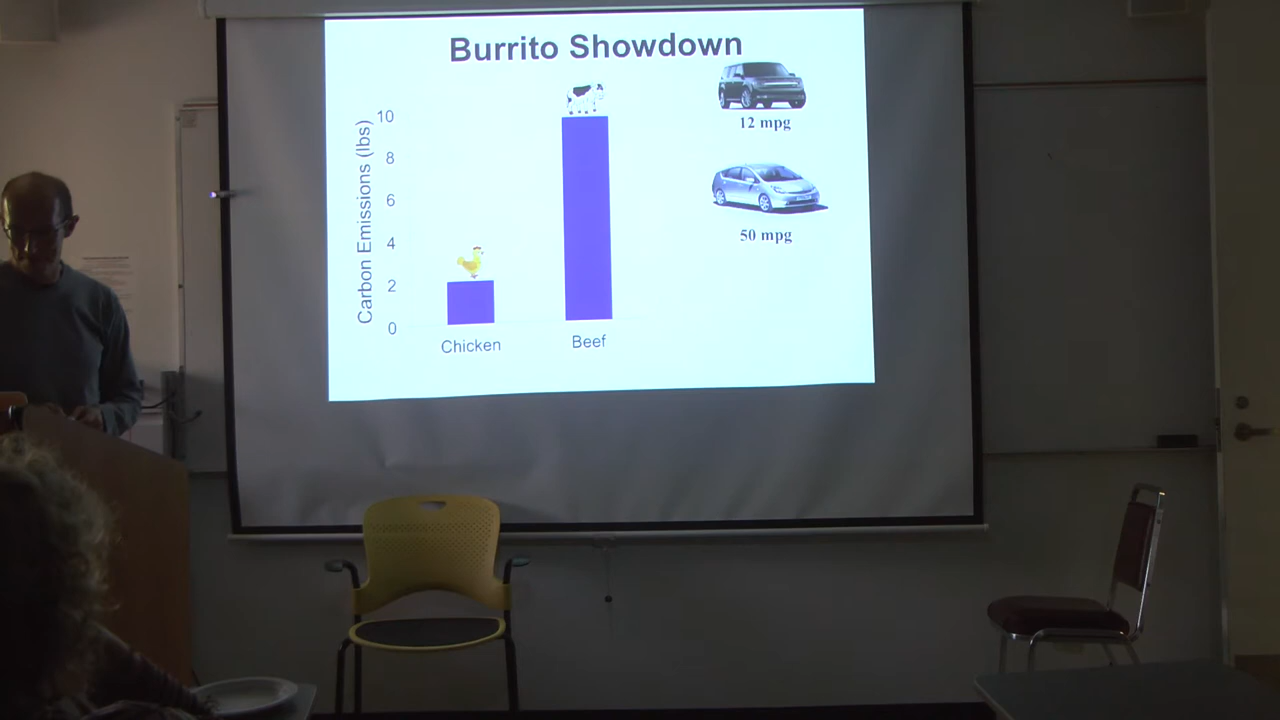 Burrito Showdown
Carbon Emissions (lbs)
10
8
6
4
2
0
Chicken
Beef
12 mpg
50 mpg